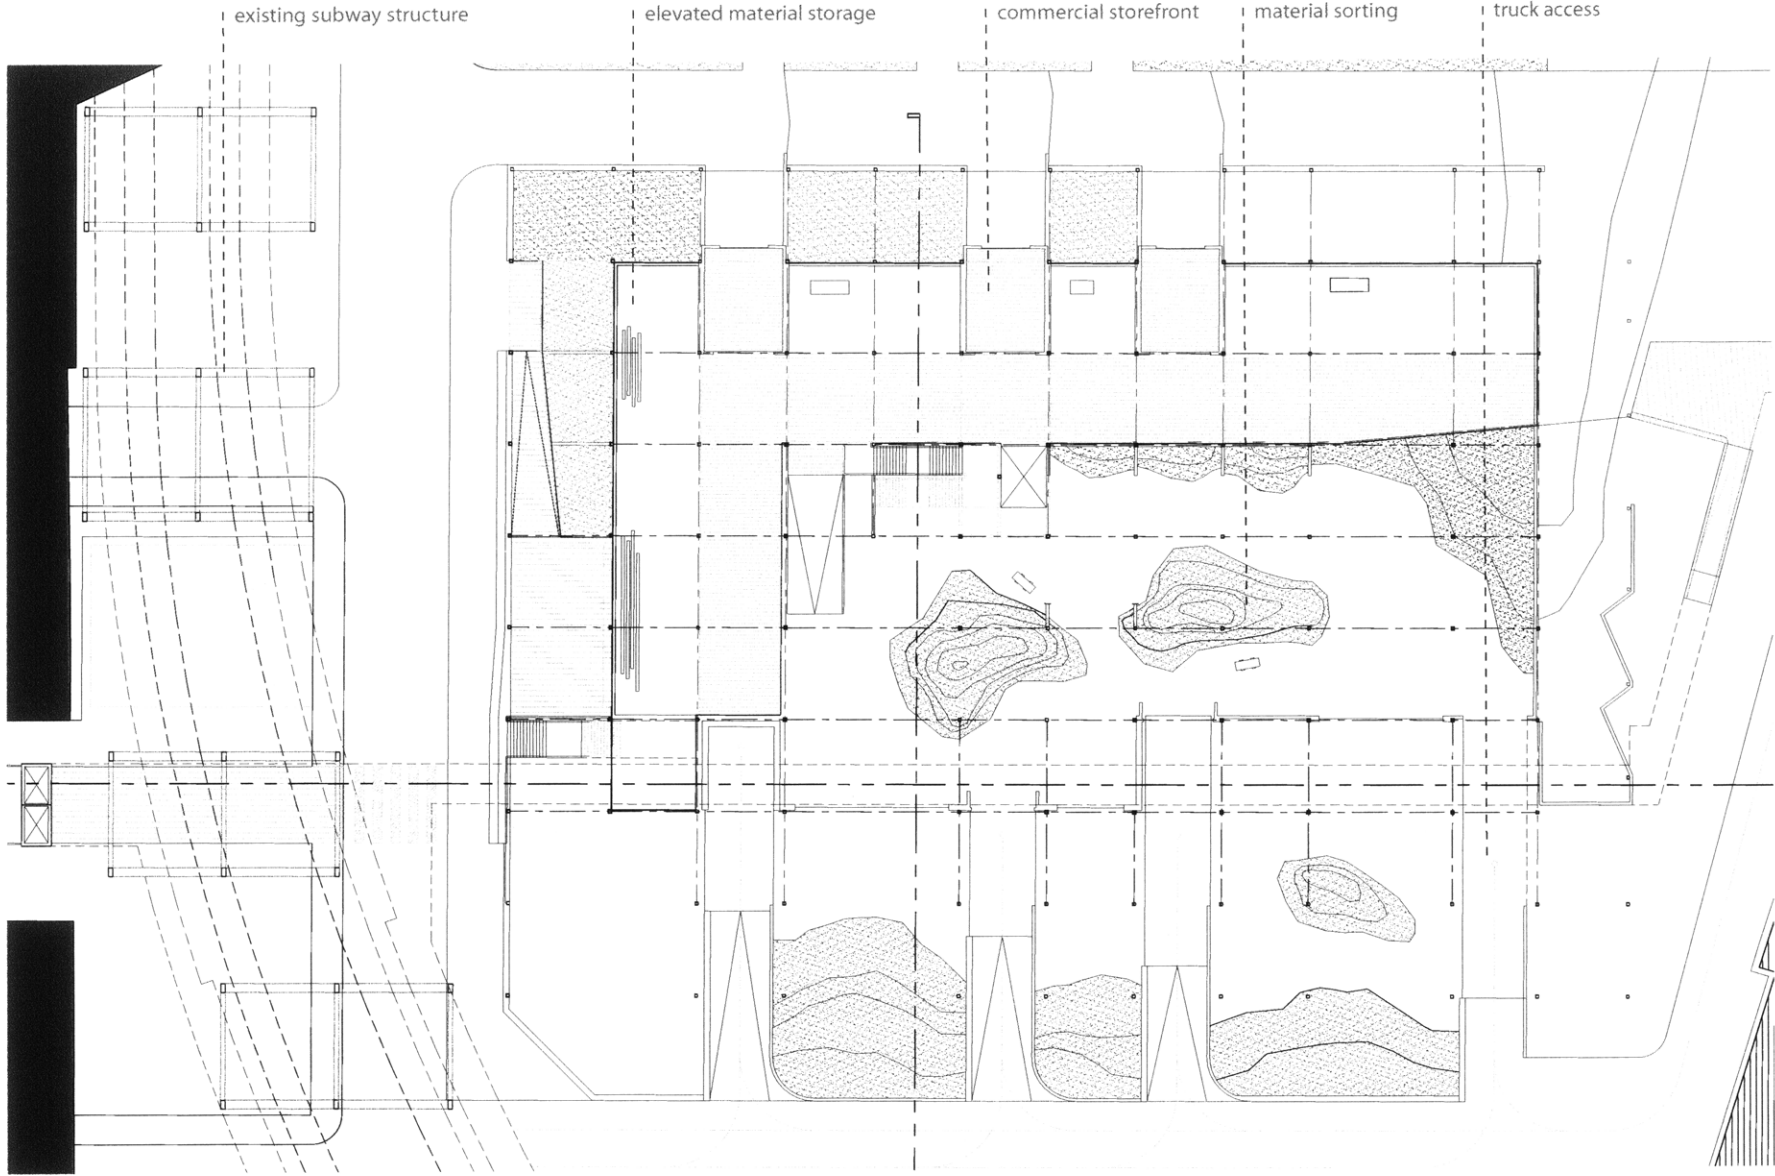 existing subway structure
elevated material storage
commercial storefront
material sorting
truck access